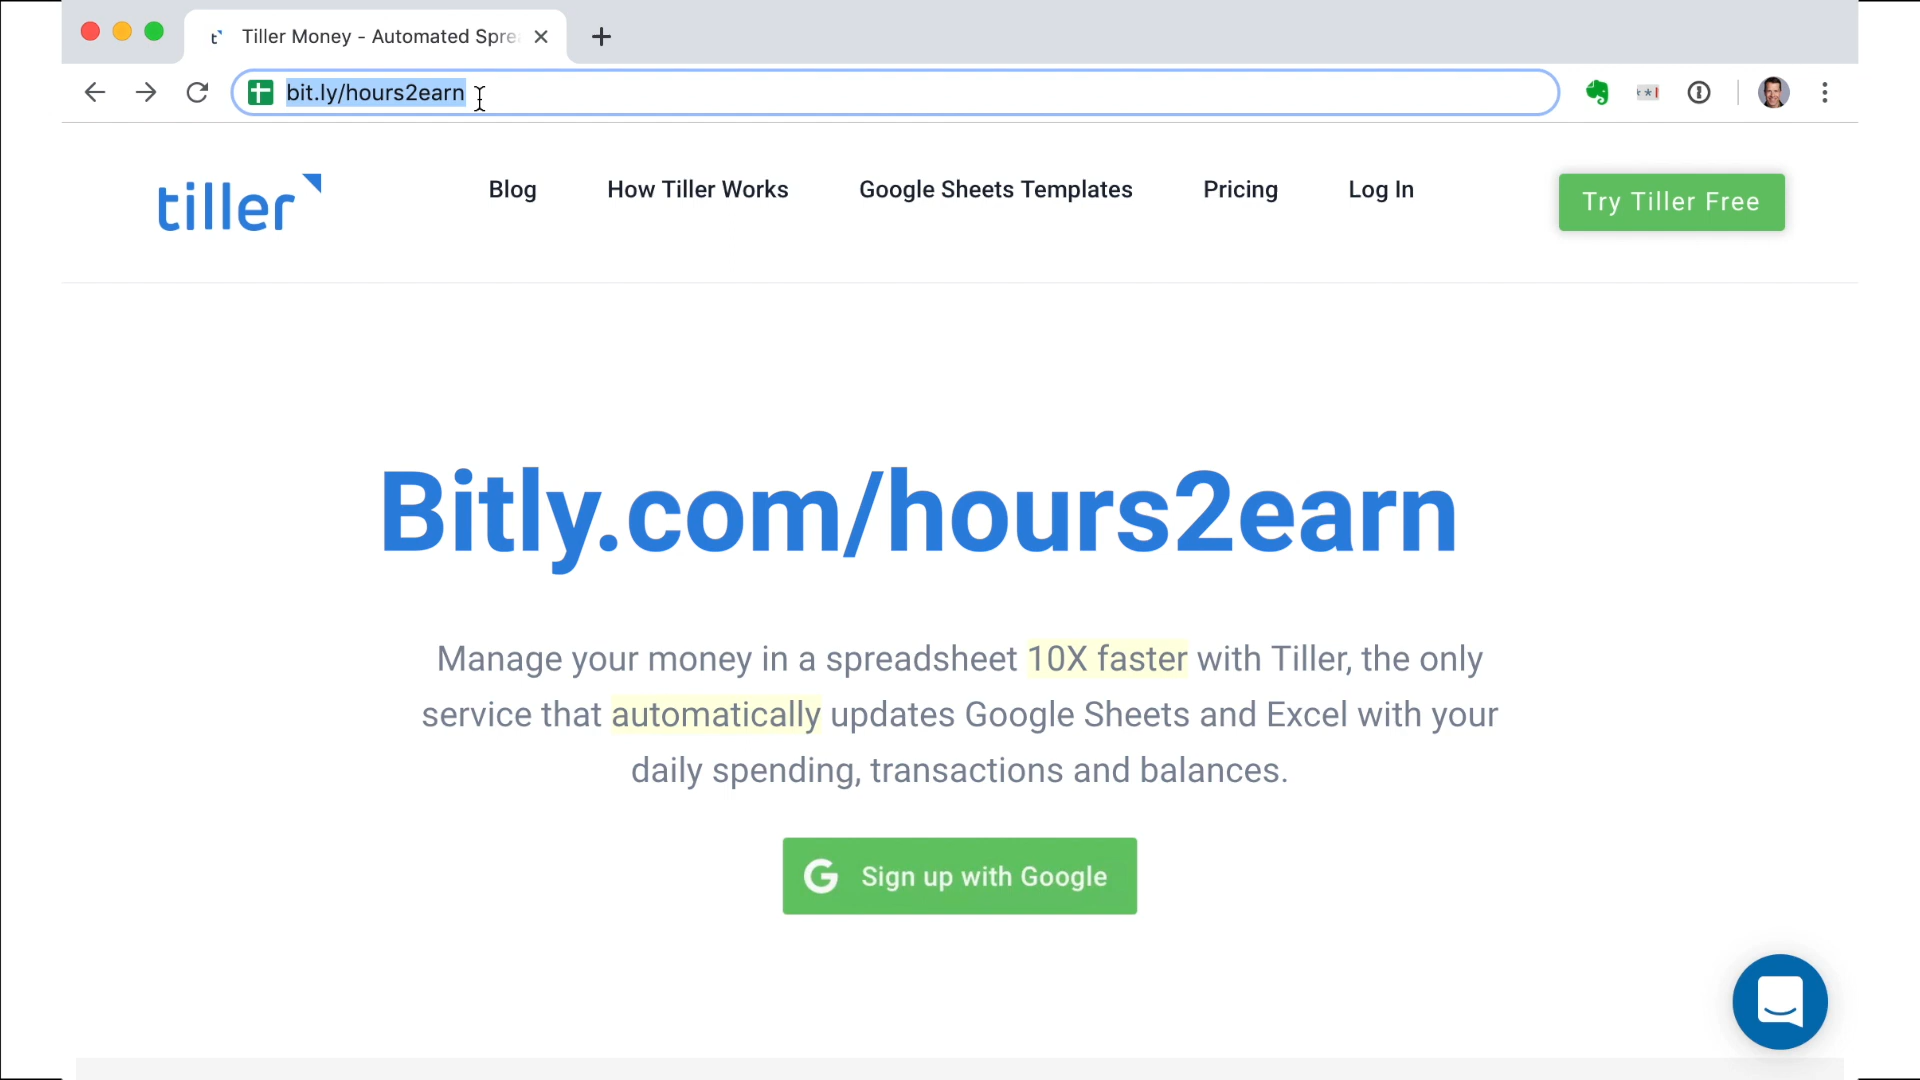 Tiller Money - Automated Spre
bit.ly/hours2earn
tiller
Blog
How Tiller Works
Google Sheets Templates
Pricing
Log In
Try Tiller Free
Bitly.com/hours2earn
Manage your money in a spreadsheet 10X faster with Tiller, the only
service that automatically updates Google Sheets and Excel with your
daily spending, transactions and balances.
Sign up with Google